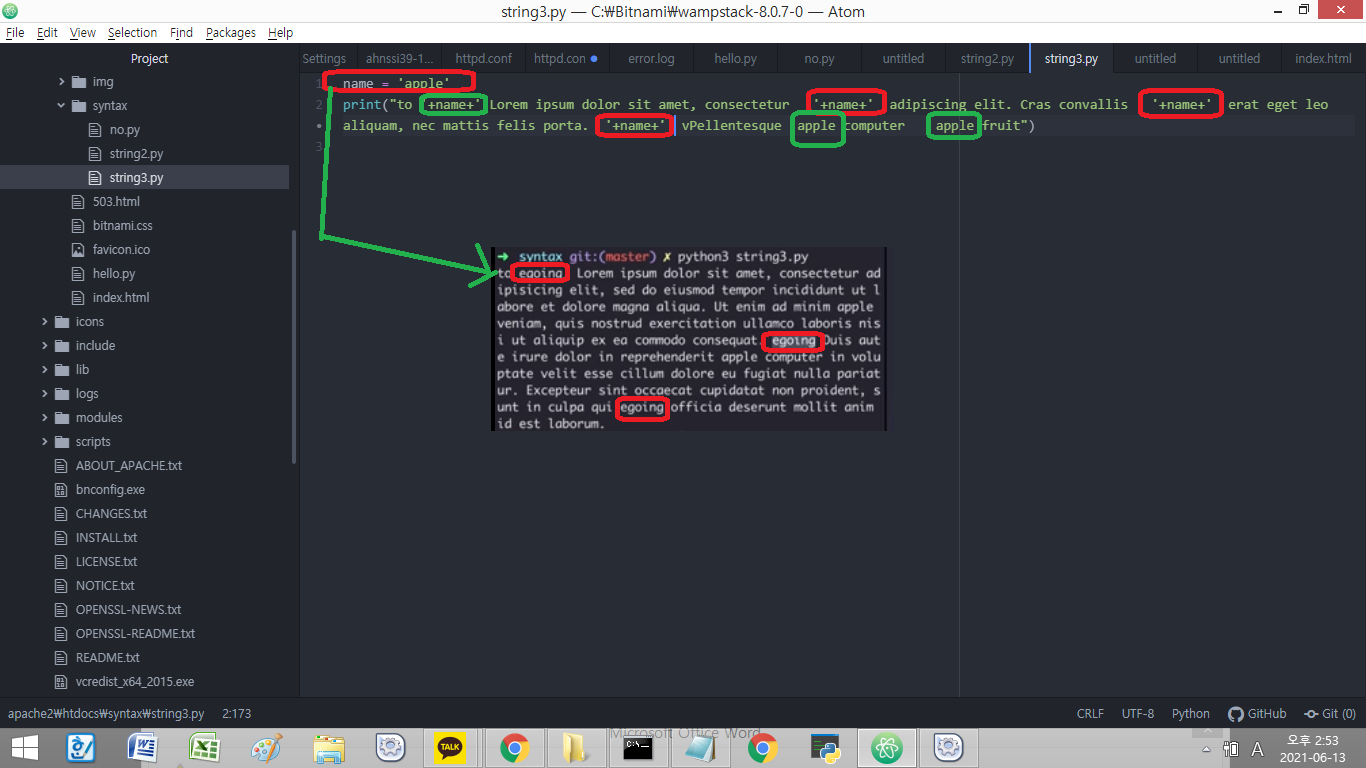 string3.py — C:₩Bitnami₩wampstack-8.0.7-0 — Atom
File Edit View Selection Find Packages Help
Project
Settings ahnssi39-1... httpd.conf httpd.con error.log hello.py no.py untitled string2.py string3.py untitled untitled index.html
img
syntax
no.py
string2.py
string3.py
503.html
bitnami.css
favicon.ico
hello.py
index.html
icons
include
lib
logs
modules
scripts
ABOUT_APACHE.txt
bnconfig.exe
CHANGES.txt
INSTALL.txt
LICENSE.txt
NOTICE.txt
OPENSSL-NEWS.txt
OPENSSL-README.txt
README.txt
vcredist_x64_2015.exe
1 name = 'apple'
2 print("to '+name+' Lorem ipsum dolor sit amet, consectetur '+name+' adipiscing elit. Cras convallis '+name+' erat eget leo
• aliquam, nec mattis felis porta. '+name+' vPellentesque apple computer apple fruit")
3
➜ syntax git:(master) ✗ python3 string3.py
to egoing Lorem ipsum dolor sit amet, consectetur ad
ipisicing elit, sed do eiusmod tempor incididunt ut l
abore et dolore magna aliqua. Ut enim ad minim apple
veniam, quis nostrud exercitation ullamco laboris nis
i ut aliquip ex ea commodo consequat. egoing Duis aut
e irure dolor in reprehenderit apple computer in volu
ptate velit esse cillum dolore eu fugiat nulla pariat
ur. Excepteur sint occaecat cupidatat non proident, s
unt in culpa qui egoing officia deserunt mollit anim
id est laborum.
apache2₩htdocs₩syntax₩string3.py 2:173 CRLF UTF-8 Python GitHub Git (0)
Microsoft Office Word
TALK
C:\_
A
오후 2:53
2021-06-13